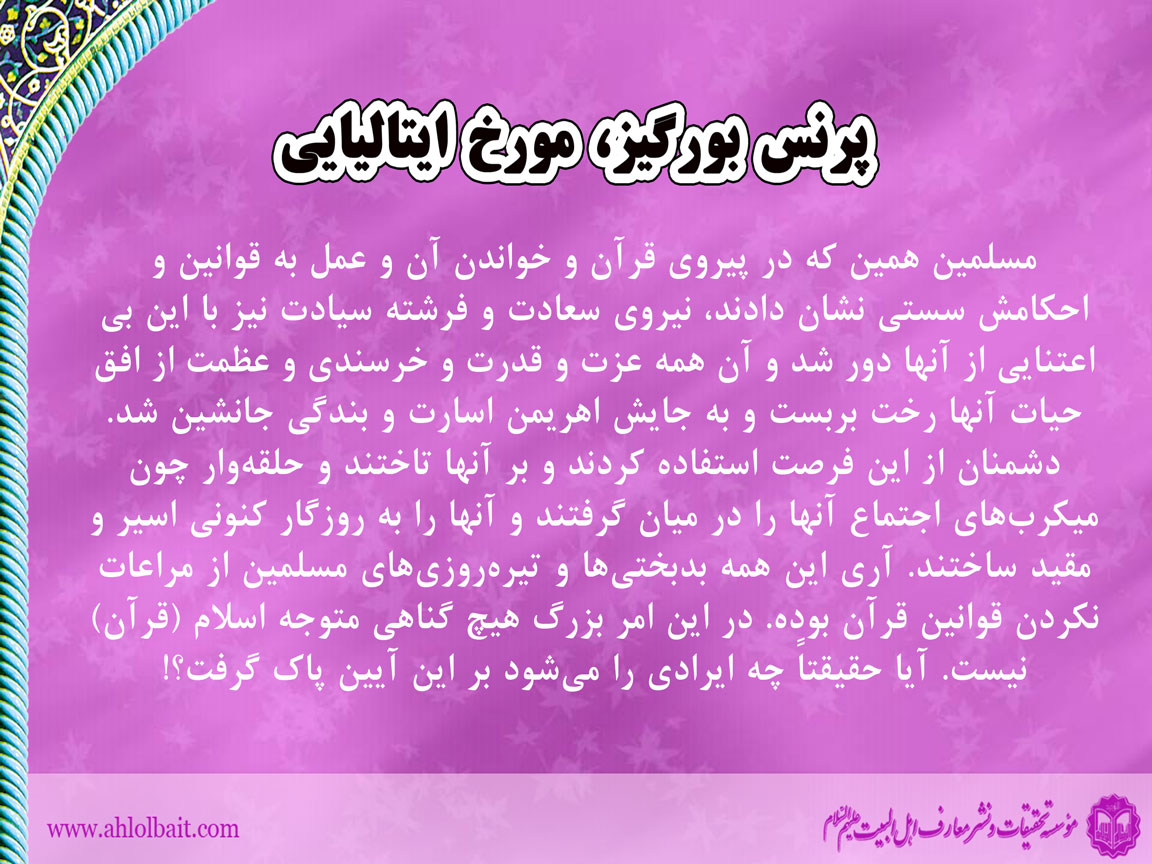 پرنس بورگیز، مورخ ایتالیایی
مسلمین همین که در پیروی قرآن و خواندن آن و عمل به قوانین و
احکامش سستی نشان دادند، نیروی سعادت و فرشته سیادت نیز با این بی
اعتنایی از آنها دور شد و آن همه عزت و قدرت و خرسندی و عظمت از افق
حیات آنها رخت بربست و به جایش اهریمن اسارت و بندگی جانشین شد.
دشمنان از این فرصت استفاده کردند و بر آنها تاختند و حلقه‌وار چون
میکرب‌های اجتماع آنها را در میان گرفتند و آنها را به روزگار کنونی اسیر و
مقید ساختند. آری این همه بدبختی‌ها و تیره‌روزی‌های مسلمین از مراعات
نکردن قوانین قرآن بوده. در این امر بزرگ هیچ گناهی متوجه اسلام (قرآن)
نیست. آیا حقیقتاً چه ایرادی را می‌شود بر این آیین پاک گرفت؟!
مؤسسه تحقیقات و نشر معارف اهل البیت علیهم السلام
www.ahlolbait.com